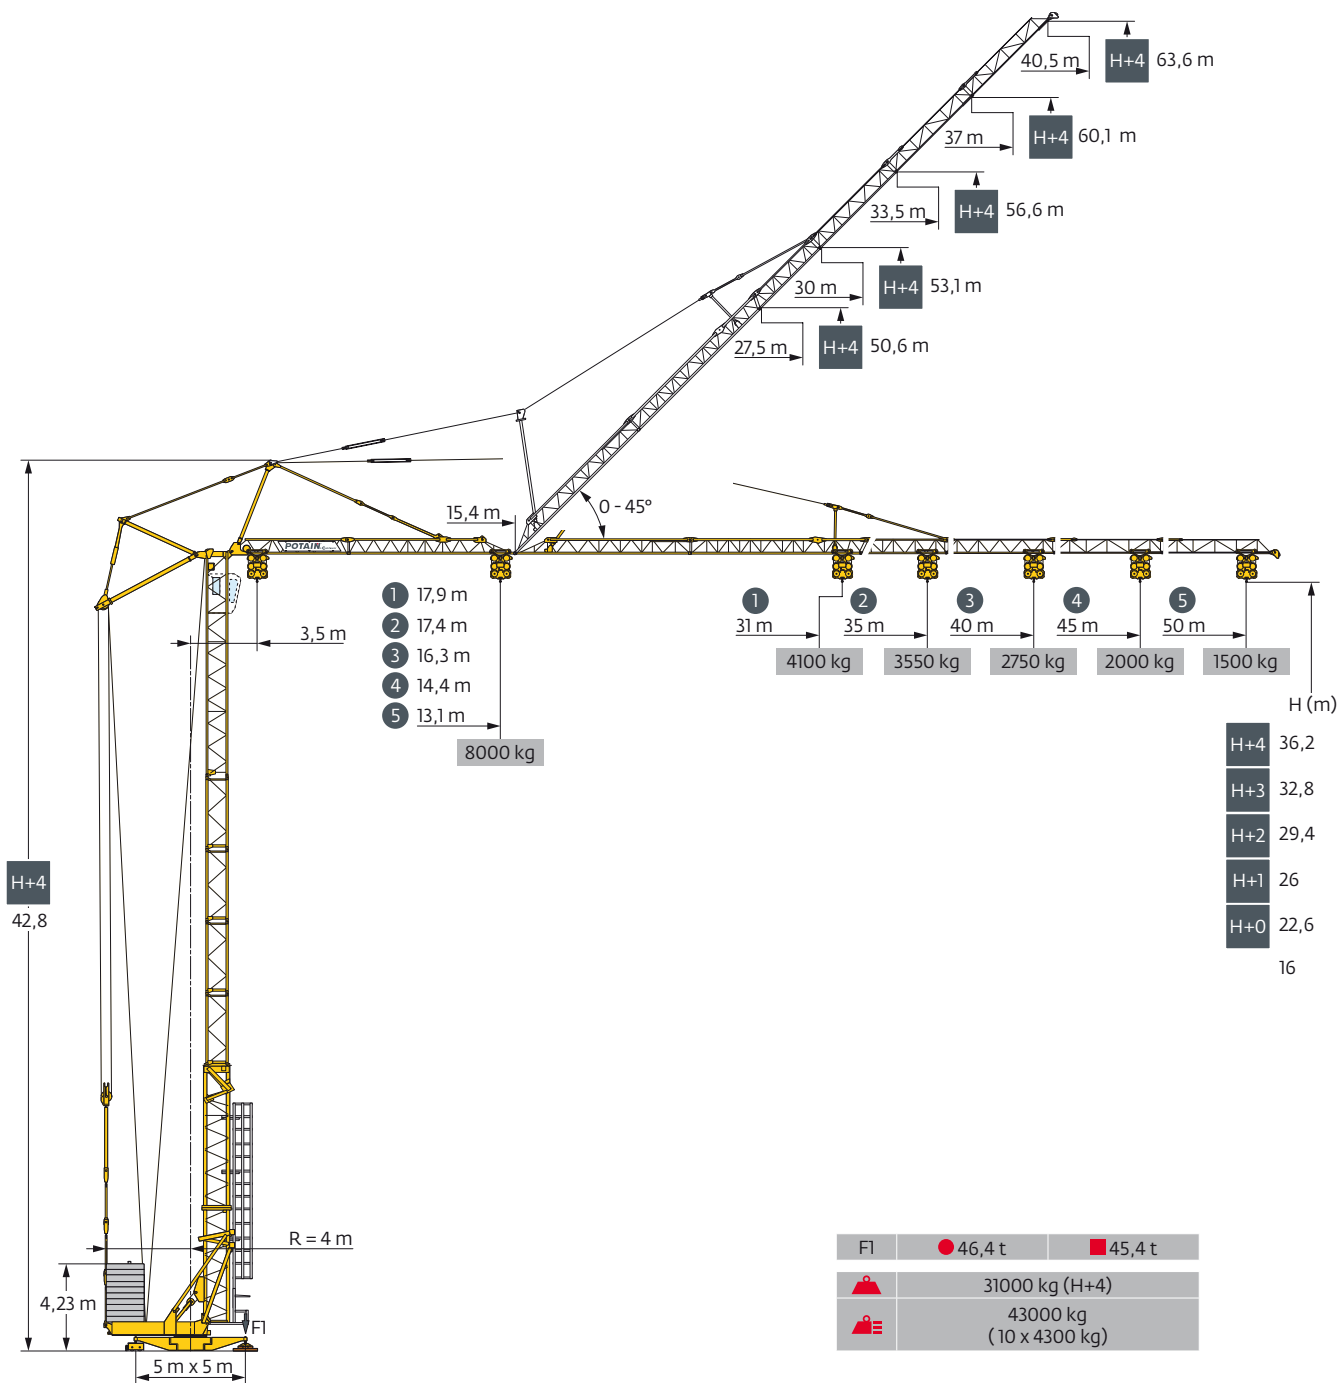 40,5 m
H+4 63,6 m
37 m
H+4 60,1 m
33,5 m
H+4 56,6 m
30 m
H+4 53,1 m
27,5 m
H+4 50,6 m
15,4 m
0 - 45°
POTAIN
3,5 m
1 17,9 m
2 17,4 m
3 16,3 m
4 14,4 m
5 13,1 m
8000 kg
1 2 3 4 5
31 m 35 m 40 m 45 m 50 m
4100 kg 3550 kg 2750 kg 2000 kg 1500 kg
H (m)
H+4 36,2
H+3 32,8
H+2 29,4
H+1 26
H+0 22,6
16
H+4
42,8
R = 4 m
4,23 m
F1
5 m x 5 m
F1 46,4 t 45,4 t
31000 kg (H+4)
43000 kg
(10 x 4300 kg)